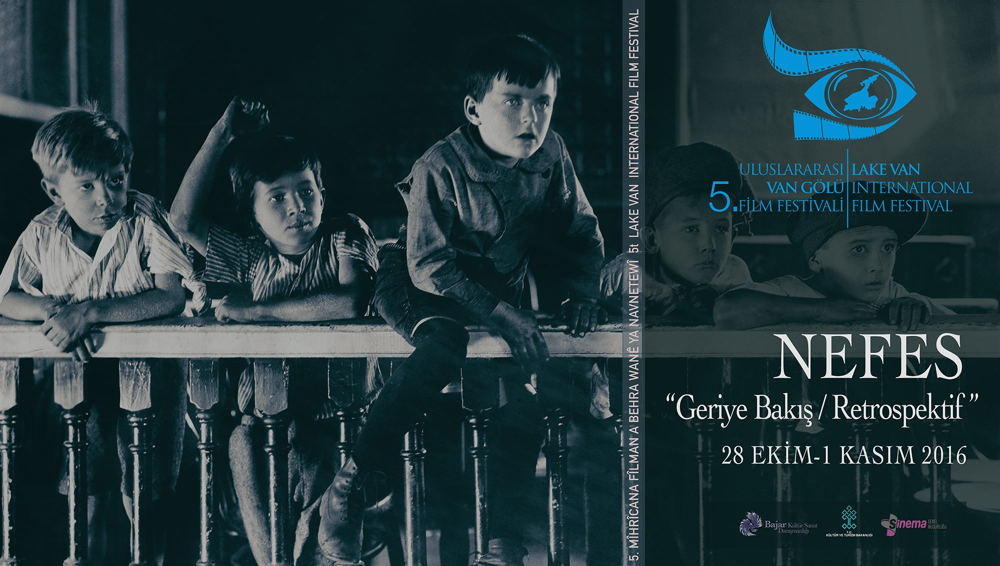 5. MÎHRÎCANA FÎLMAN A BEHRA WANÊ YA NAVNETEWÎ 5t LAKE VAN INTERNATIONAL FILM FESTIVAL
5.
ULUSLARARASI
VAN GÖLÜ
FİLM FESTİVALİ
LAKE VAN
INTERNATIONAL
FILM FESTIVAL
NEFES
“Geriye Bakış / Retrospektif”
28 EKİM-1 KASIM 2016
Bajar Kültür Sanat
Danışmanlığı
T.C.
KÜLTÜR VE TURİZM BAKANLIĞI
Sinema GENEL
MÜDÜRLÜĞÜ